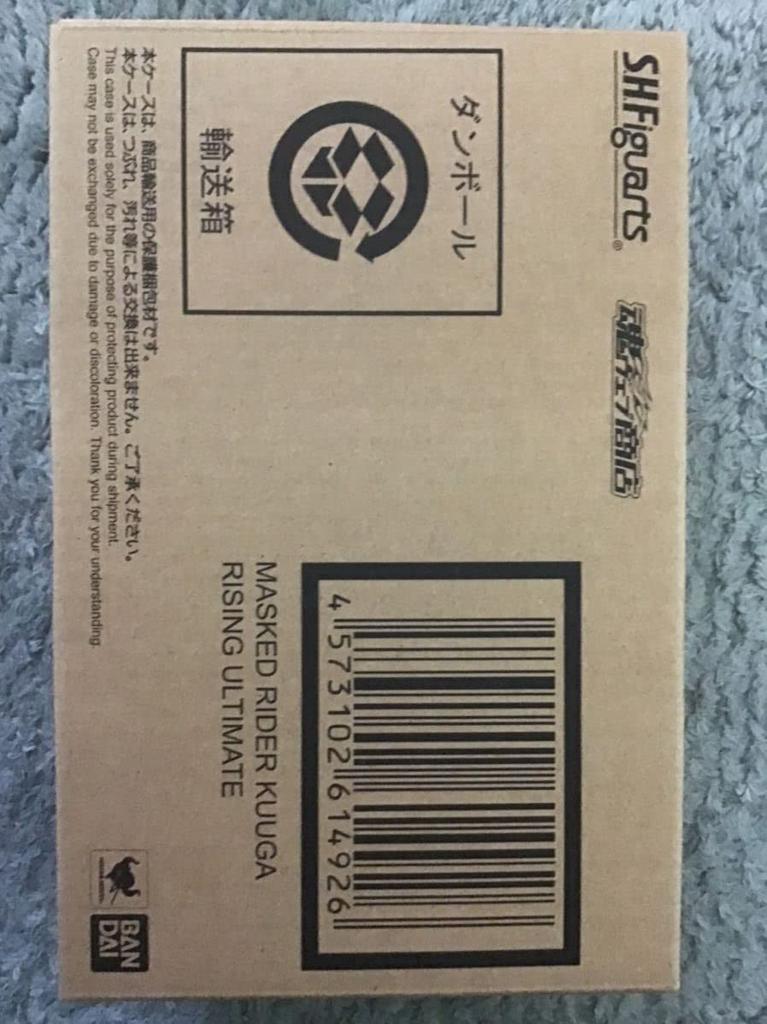 S.H.Figuarts®
魂ウェブ商店
ダンボール
輸送箱
4 573102 614926
MASKED RIDER KUUGA
RISING ULTIMATE
本ケースは、商品輸送用の保護梱包材です。
本ケースは、つぶれ、汚れ等による交換は出来ません。ご了承ください。
This case is used solely for the purpose of protecting product during shipment.
Case may not be exchanged due to damage or discoloration. Thank you for your understanding.
BAN
DAI